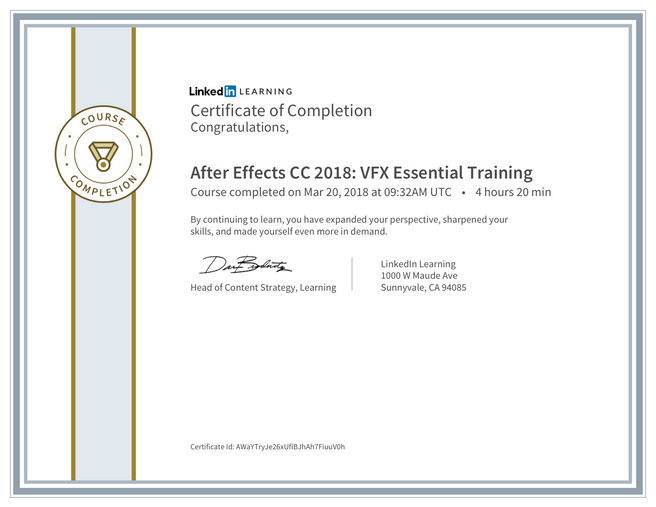 COURSE
COMPLETION
Linked in LEARNING
Certificate of Completion
Congratulations,
After Effects CC 2018: VFX Essential Training
Course completed on Mar 20, 2018 at 09:32AM UTC • 4 hours 20 min
By continuing to learn, you have expanded your perspective, sharpened your
skills, and made yourself even more in demand.
Head of Content Strategy, Learning
LinkedIn Learning
1000 W Maude Ave
Sunnyvale, CA 94085
Certificate Id: AWaYTryJe26xUflBJhAh7FiuuV0h